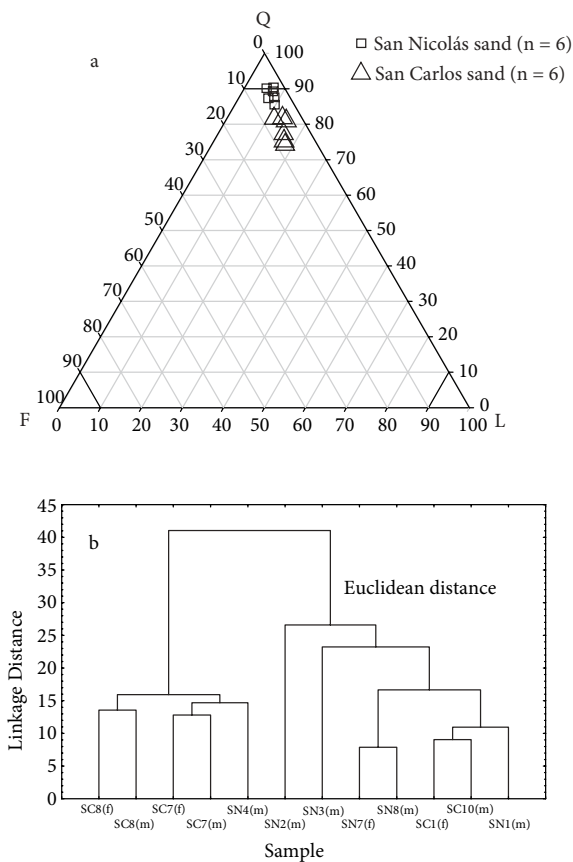 Q
a
0 100
□ San Nicolás sand (n = 6)
△ San Carlos sand (n = 6)
10 90
20 80
30 70
40 60
50 50
60 40
70 30
80 20
90 10
100 0
F L
0 10 20 30 40 50 60 70 80 90 100
45
40
35
30
25
20
15
10
5
0
b
Euclidean distance
Linkage Distance
SC8(f) SC7(f) SN4(m) SN3(m) SN8(m) SC10(m)
SC8(m) SC7(m) SN2(m) SN7(f) SC1(f) SN1(m)
Sample